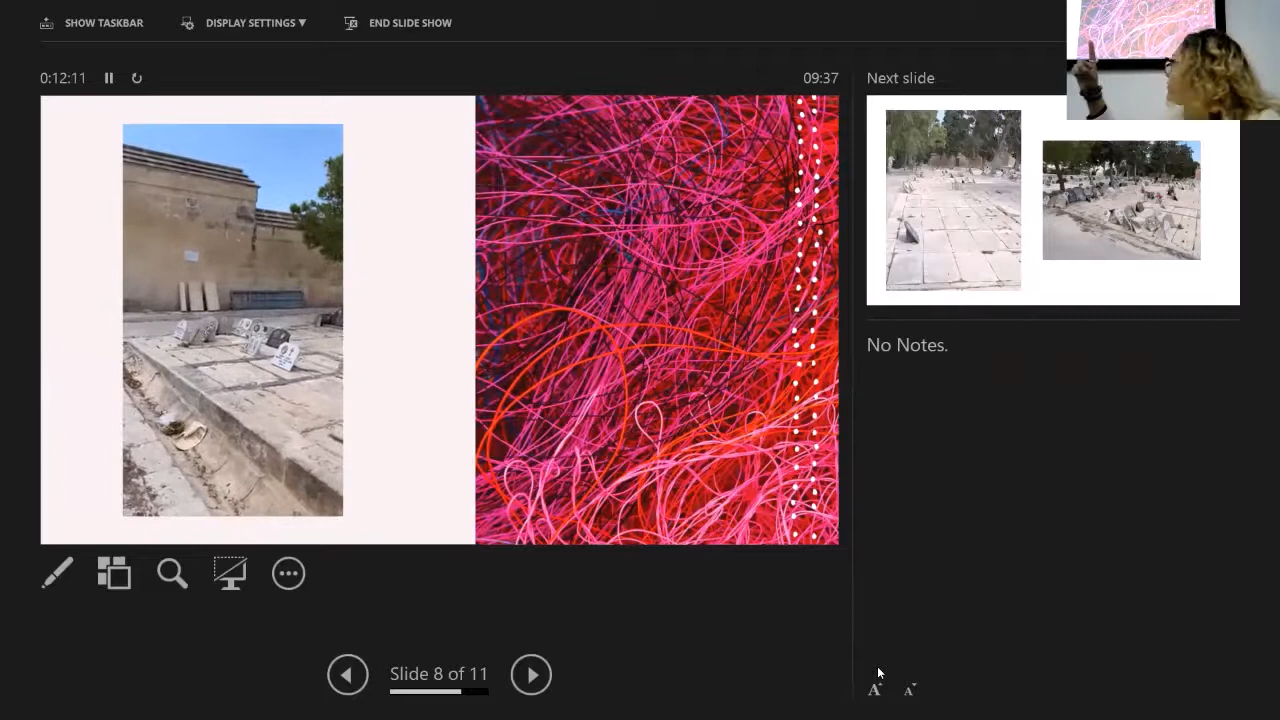 SHOW TASKBAR
DISPLAY SETTINGS ▼
END SLIDE SHOW
0:12:11
09:37
Next slide
No Notes.
Slide 8 of 11
A
A